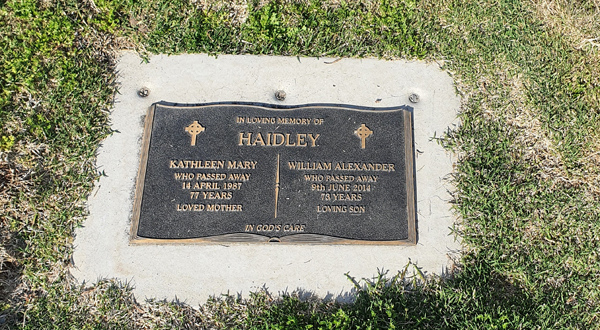 IN LOVING MEMORY OF
HAIDLEY
KATHLEEN MARY
WHO PASSED AWAY
14 APRIL 1987
77 YEARS
LOVED MOTHER
WILLIAM ALEXANDER
WHO PASSED AWAY
9th JUNE 2014
73 YEARS
LOVING SON
IN GOD'S CARE